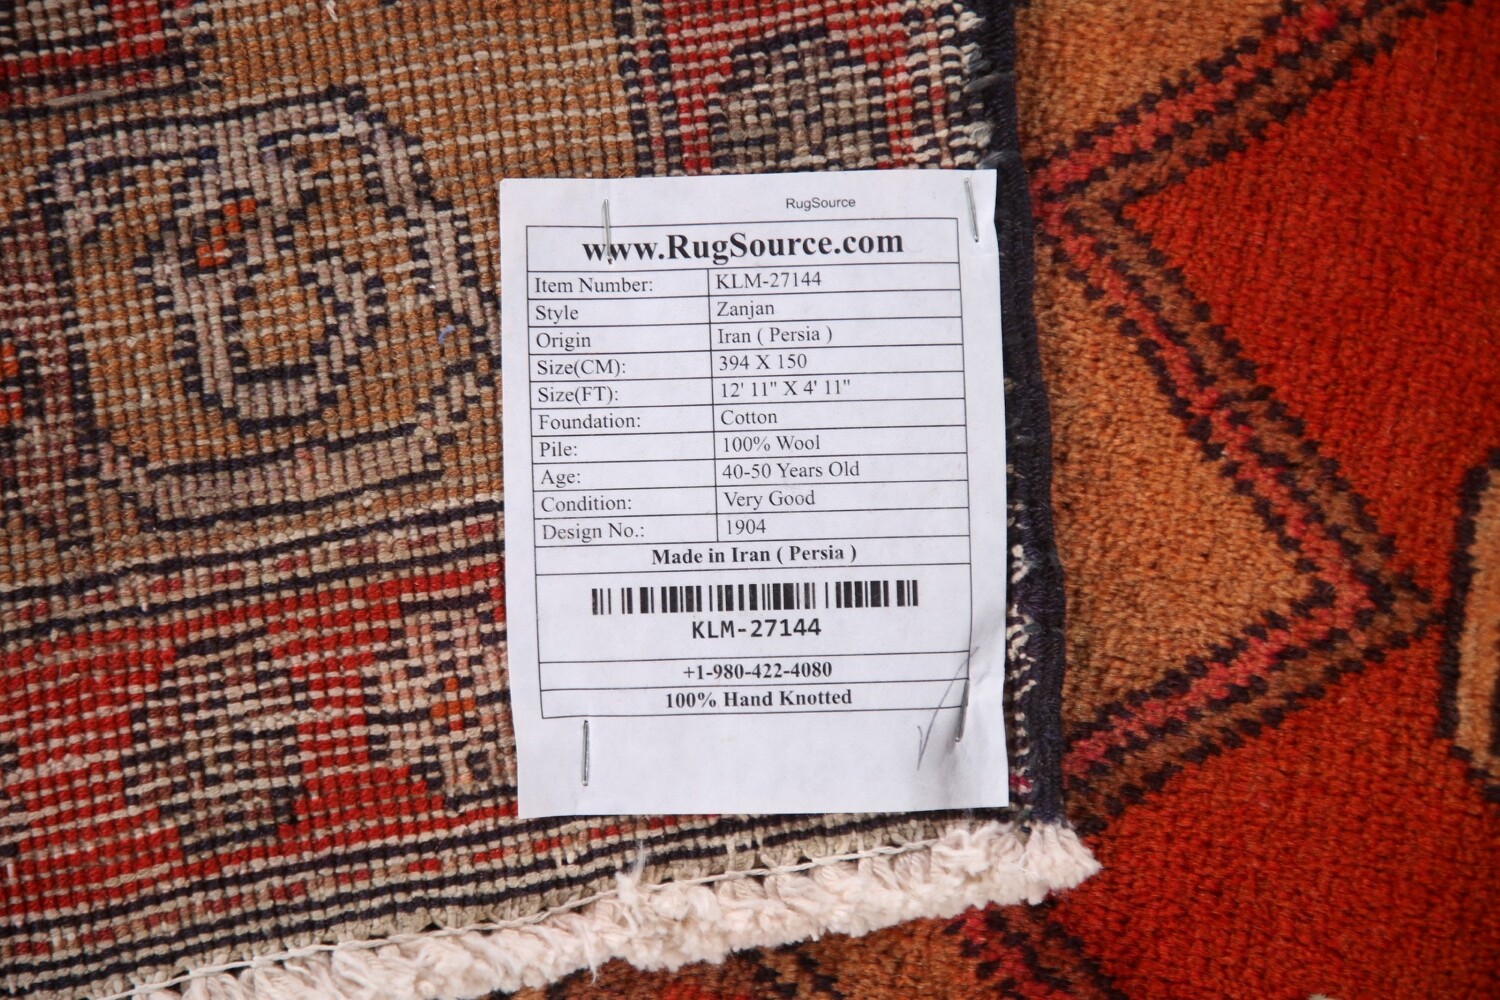 RugSource
www.RugSource.com
Item Number: KLM-27144
Style Zanjan
Origin Iran ( Persia )
Size(CM): 394 X 150
Size(FT): 12' 11" X 4' 11"
Foundation: Cotton
Pile: 100% Wool
Age: 40-50 Years Old
Condition: Very Good
Design No.: 1904
Made in Iran ( Persia )
KLM-27144
+1-980-422-4080
100% Hand Knotted